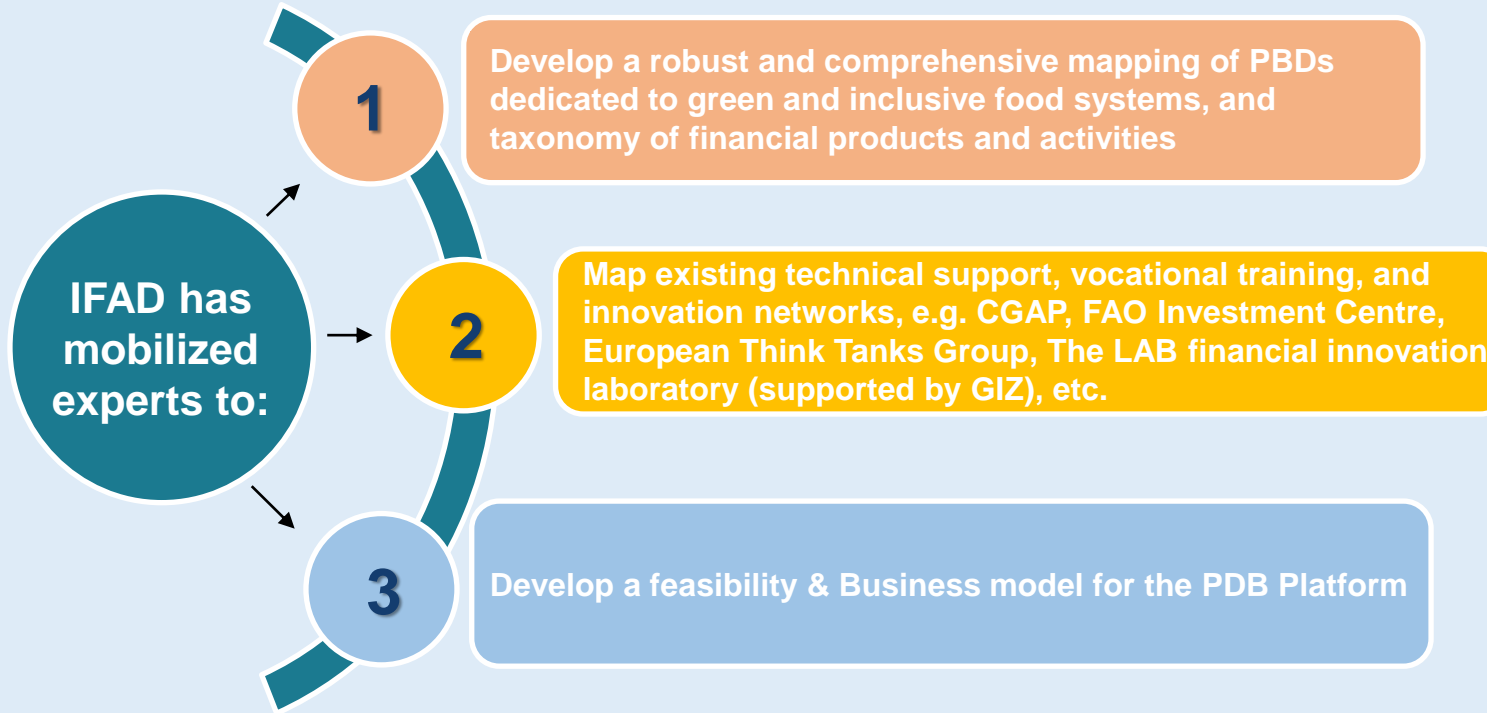 IFAD has
mobilized
experts to:
1
Develop a robust and comprehensive mapping of PBDs
dedicated to green and inclusive food systems, and
taxonomy of financial products and activities
2
Map existing technical support, vocational training, and
innovation networks, e.g. CGAP, FAO Investment Centre,
European Think Tanks Group, The LAB financial innovation
laboratory (supported by GIZ), etc.
3
Develop a feasibility & Business model for the PDB Platform